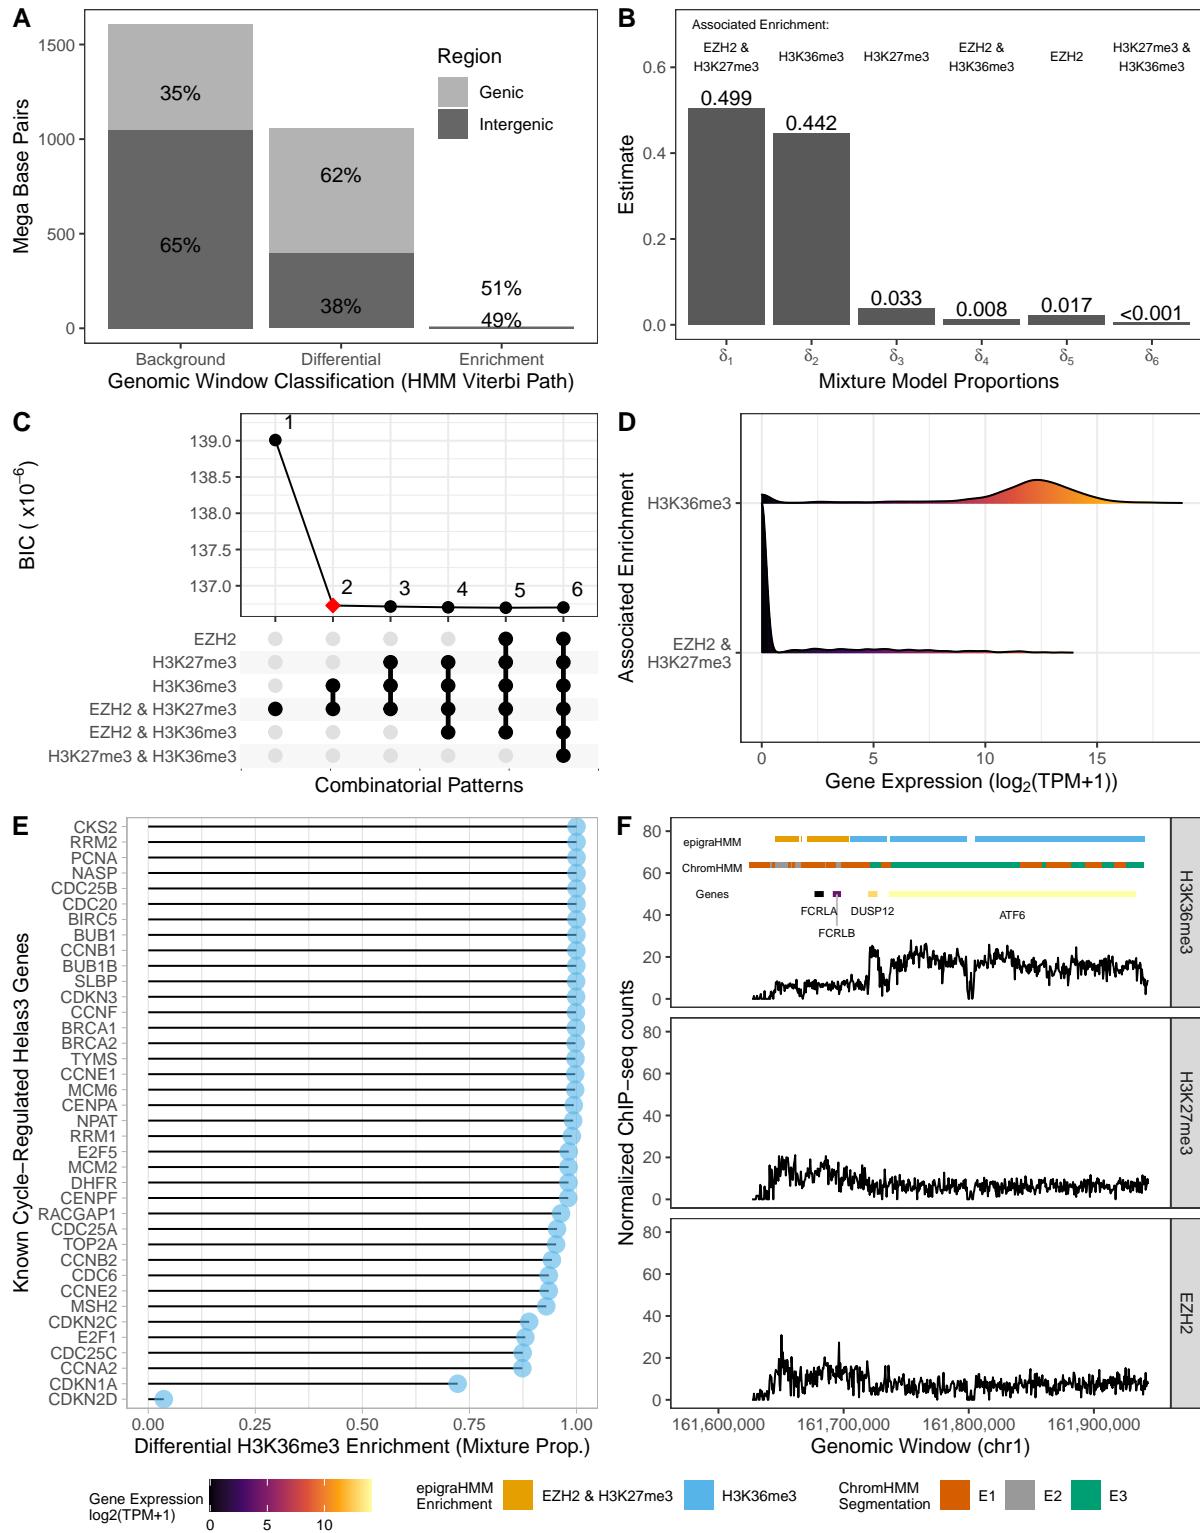 A
1500
1000
500
0
Mega Base Pairs
35%
65%
62%
38%
51%
49%
Region
Genic
Intergenic
Background
Differential
Enrichment
Genomic Window Classification (HMM Viterbi Path)
B
Associated Enrichment:
EZH2 &
H3K27me3
H3K36me3
H3K27me3
EZH2 &
H3K36me3
EZH2
H3K27me3 &
H3K36me3
0.6
0.4
0.2
0.0
Estimate
0.499
0.442
0.033
0.008
0.017
<0.001
δ1
δ2
δ3
δ4
δ5
δ6
Mixture Model Proportions
C
139.0
138.5
138.0
137.5
137.0
BIC ( x10−6)
1
2
3
4
5
6
EZH2
H3K27me3
H3K36me3
EZH2 & H3K27me3
EZH2 & H3K36me3
H3K27me3 & H3K36me3
Combinatorial Patterns
D
Associated Enrichment
H3K36me3
EZH2 &
H3K27me3
0
5
10
15
Gene Expression (log2(TPM+1))
E
Known Cycle−Regulated Helas3 Genes
CKS2
RRM2
PCNA
NASP
CDC25B
CDC20
BIRC5
BUB1
CCNB1
BUB1B
SLBP
CDKN3
CCNF
BRCA1
BRCA2
TYMS
CCNE1
MCM6
CENPA
NPAT
RRM1
E2F5
MCM2
DHFR
CENPF
RACGAP1
CDC25A
TOP2A
CCNB2
CDC6
CCNE2
MSH2
CDKN2C
E2F1
CDC25C
CCNA2
CDKN1A
CDKN2D
0.00
0.25
0.50
0.75
1.00
Differential H3K36me3 Enrichment (Mixture Prop.)
F
Normalized ChIP−seq counts
80
60
40
20
0
epigraHMM
ChromHMM
Genes
FCRLA
FCRLB
DUSP12
ATF6
H3K36me3
80
60
40
20
0
H3K27me3
80
60
40
20
0
EZH2
161,600,000
161,700,000
161,800,000
161,900,000
Genomic Window (chr1)
Gene Expression
log2(TPM+1)
0
5
10
epigraHMM
Enrichment
EZH2 & H3K27me3
H3K36me3
ChromHMM
Segmentation
E1
E2
E3